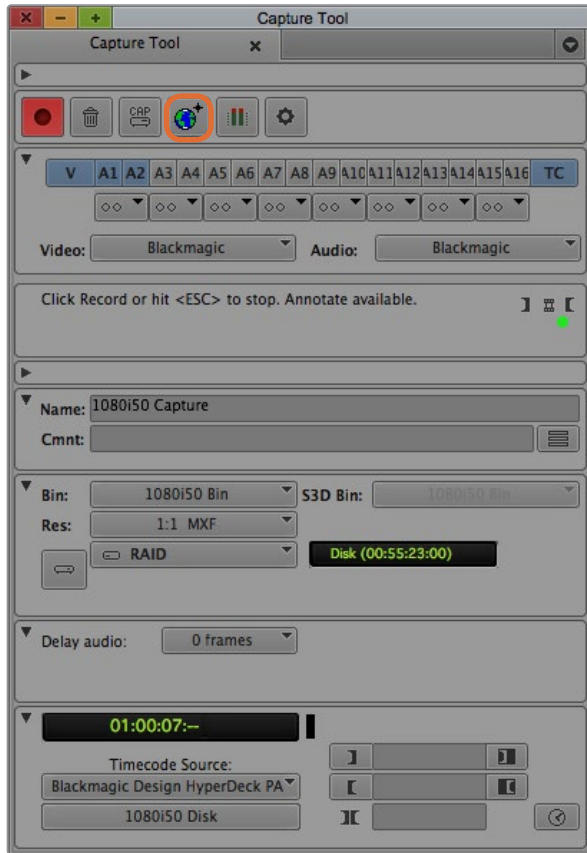 Capture Tool
Capture Tool
CAP
V A1 A2 A3 A4 A5 A6 A7 A8 A9 A10 A11 A12 A13 A14 A15 A16 TC
Video: Blackmagic Audio: Blackmagic
Click Record or hit <ESC> to stop. Annotate available.
Name: 1080i50 Capture
Cmnt:
Bin: 1080i50 Bin S3D Bin: 1080i50 Bin
Res: 1:1 MXF
RAID Disk (00:55:23:00)
Delay audio: 0 frames
01:00:07:--
Timecode Source:
Blackmagic Design HyperDeck PA
1080i50 Disk